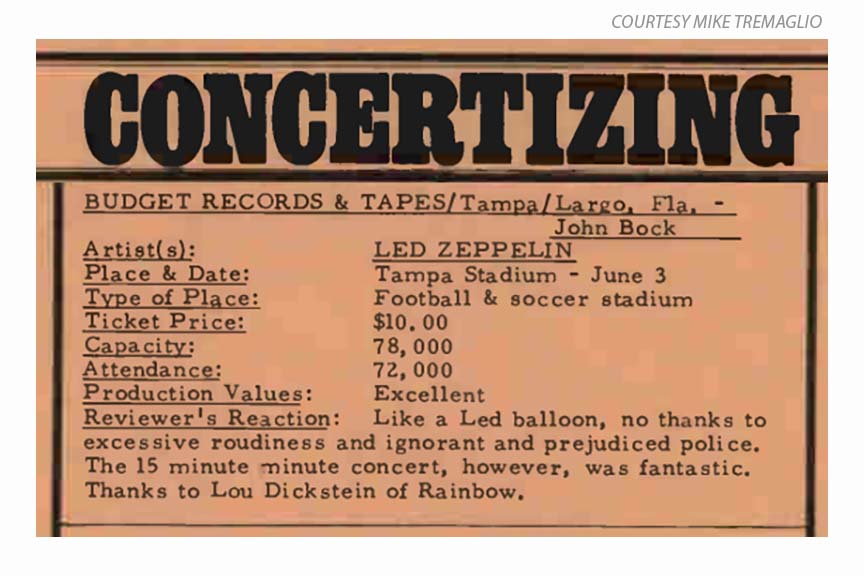 COURTESY MIKE TREMAGLIO
CONCERTIZING
BUDGET RECORDS & TAPES/Tampa/Largo, Fla, -
John Bock
Artist(s): LED ZEPPELIN
Place & Date: Tampa Stadium - June 3
Type of Place: Football & soccer stadium
Ticket Price: $10.00
Capacity: 78,000
Attendance: 72,000
Production Values: Excellent
Reviewer's Reaction: Like a Led balloon, no thanks to
excessive roudiness and ignorant and prejudiced police.
The 15 minute minute concert, however, was fantastic.
Thanks to Lou Dickstein of Rainbow.